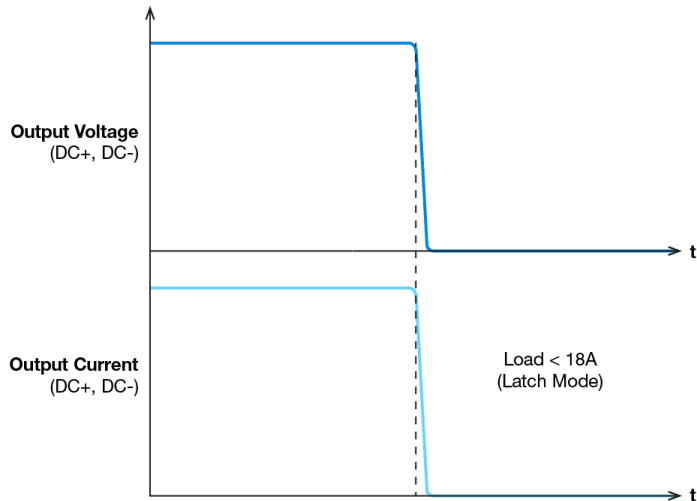 Output Voltage
(DC+, DC-)
t
Output Current
(DC+, DC-)
Load < 18A
(Latch Mode)
t